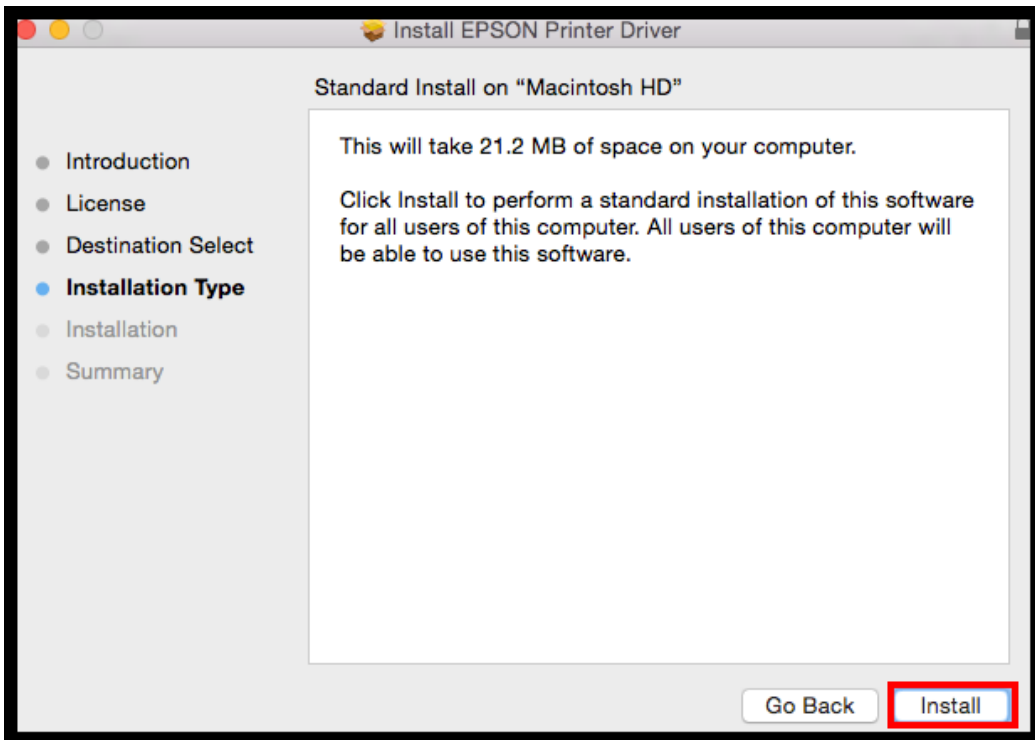 Install EPSON Printer Driver
Standard Install on “Macintosh HD”
Introduction
License
Destination Select
Installation Type
Installation
Summary
This will take 21.2 MB of space on your computer.
Click Install to perform a standard installation of this software
for all users of this computer. All users of this computer will
be able to use this software.
Go Back
Install